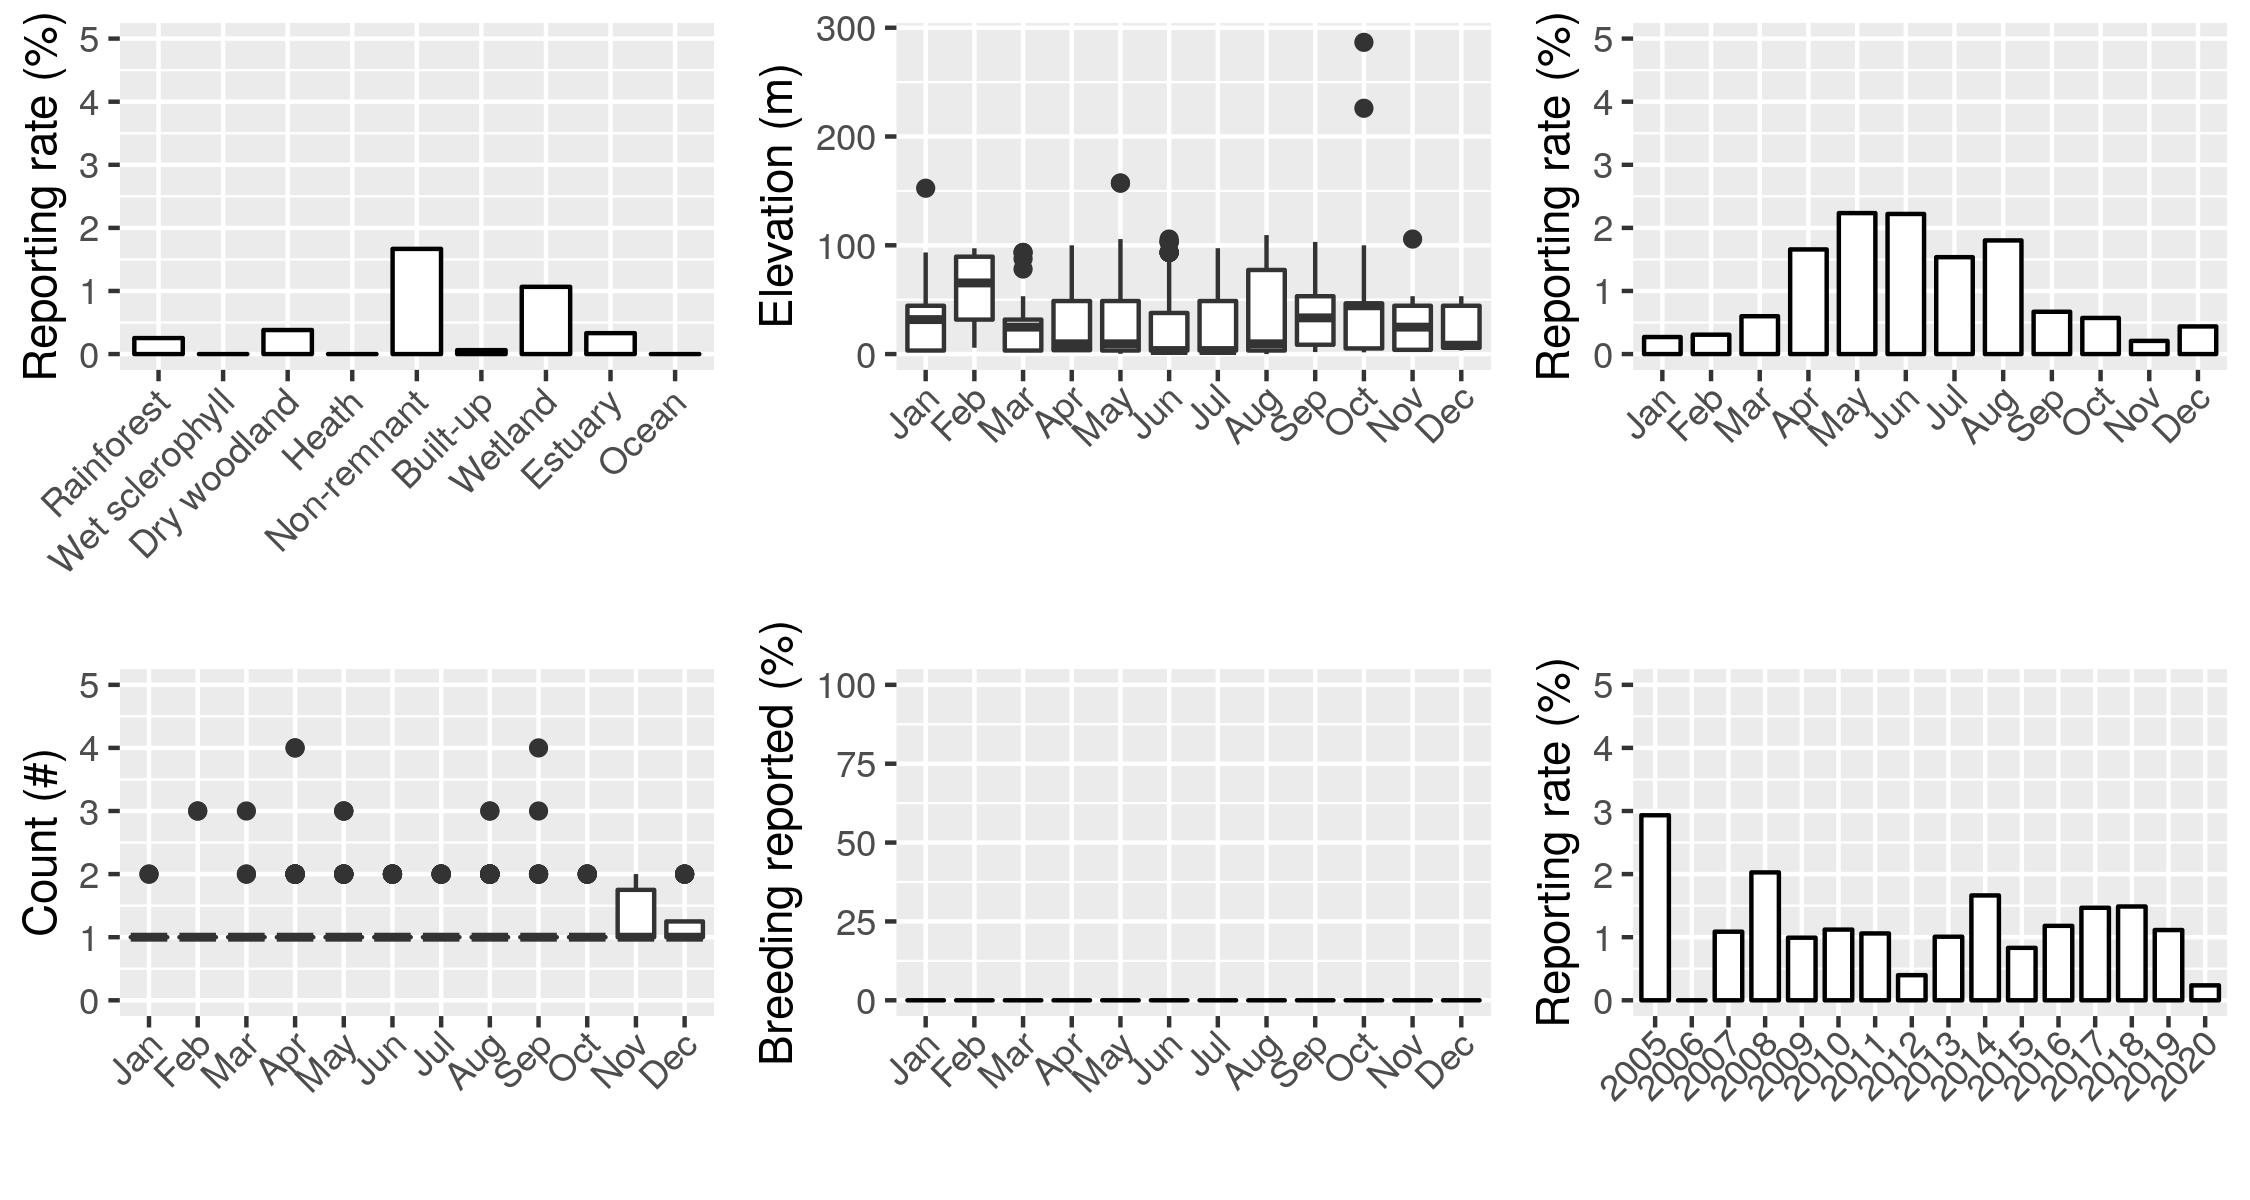 Reporting rate (%)
5
4
3
2
1
0
Rainforest
Wet sclerophyll
Dry woodland
Heath
Non-remnant
Built-up
Wetland
Estuary
Ocean
Elevation (m)
300
200
100
0
Jan
Feb
Mar
Apr
May
Jun
Jul
Aug
Sep
Oct
Nov
Dec
Reporting rate (%)
5
4
3
2
1
0
Jan
Feb
Mar
Apr
May
Jun
Jul
Aug
Sep
Oct
Nov
Dec
Count (#)
5
4
3
2
1
0
Jan
Feb
Mar
Apr
May
Jun
Jul
Aug
Sep
Oct
Nov
Dec
Breeding reported (%)
100
75
50
25
0
Jan
Feb
Mar
Apr
May
Jun
Jul
Aug
Sep
Oct
Nov
Dec
Reporting rate (%)
5
4
3
2
1
0
2005
2006
2007
2008
2009
2010
2011
2012
2013
2014
2015
2016
2017
2018
2019
2020